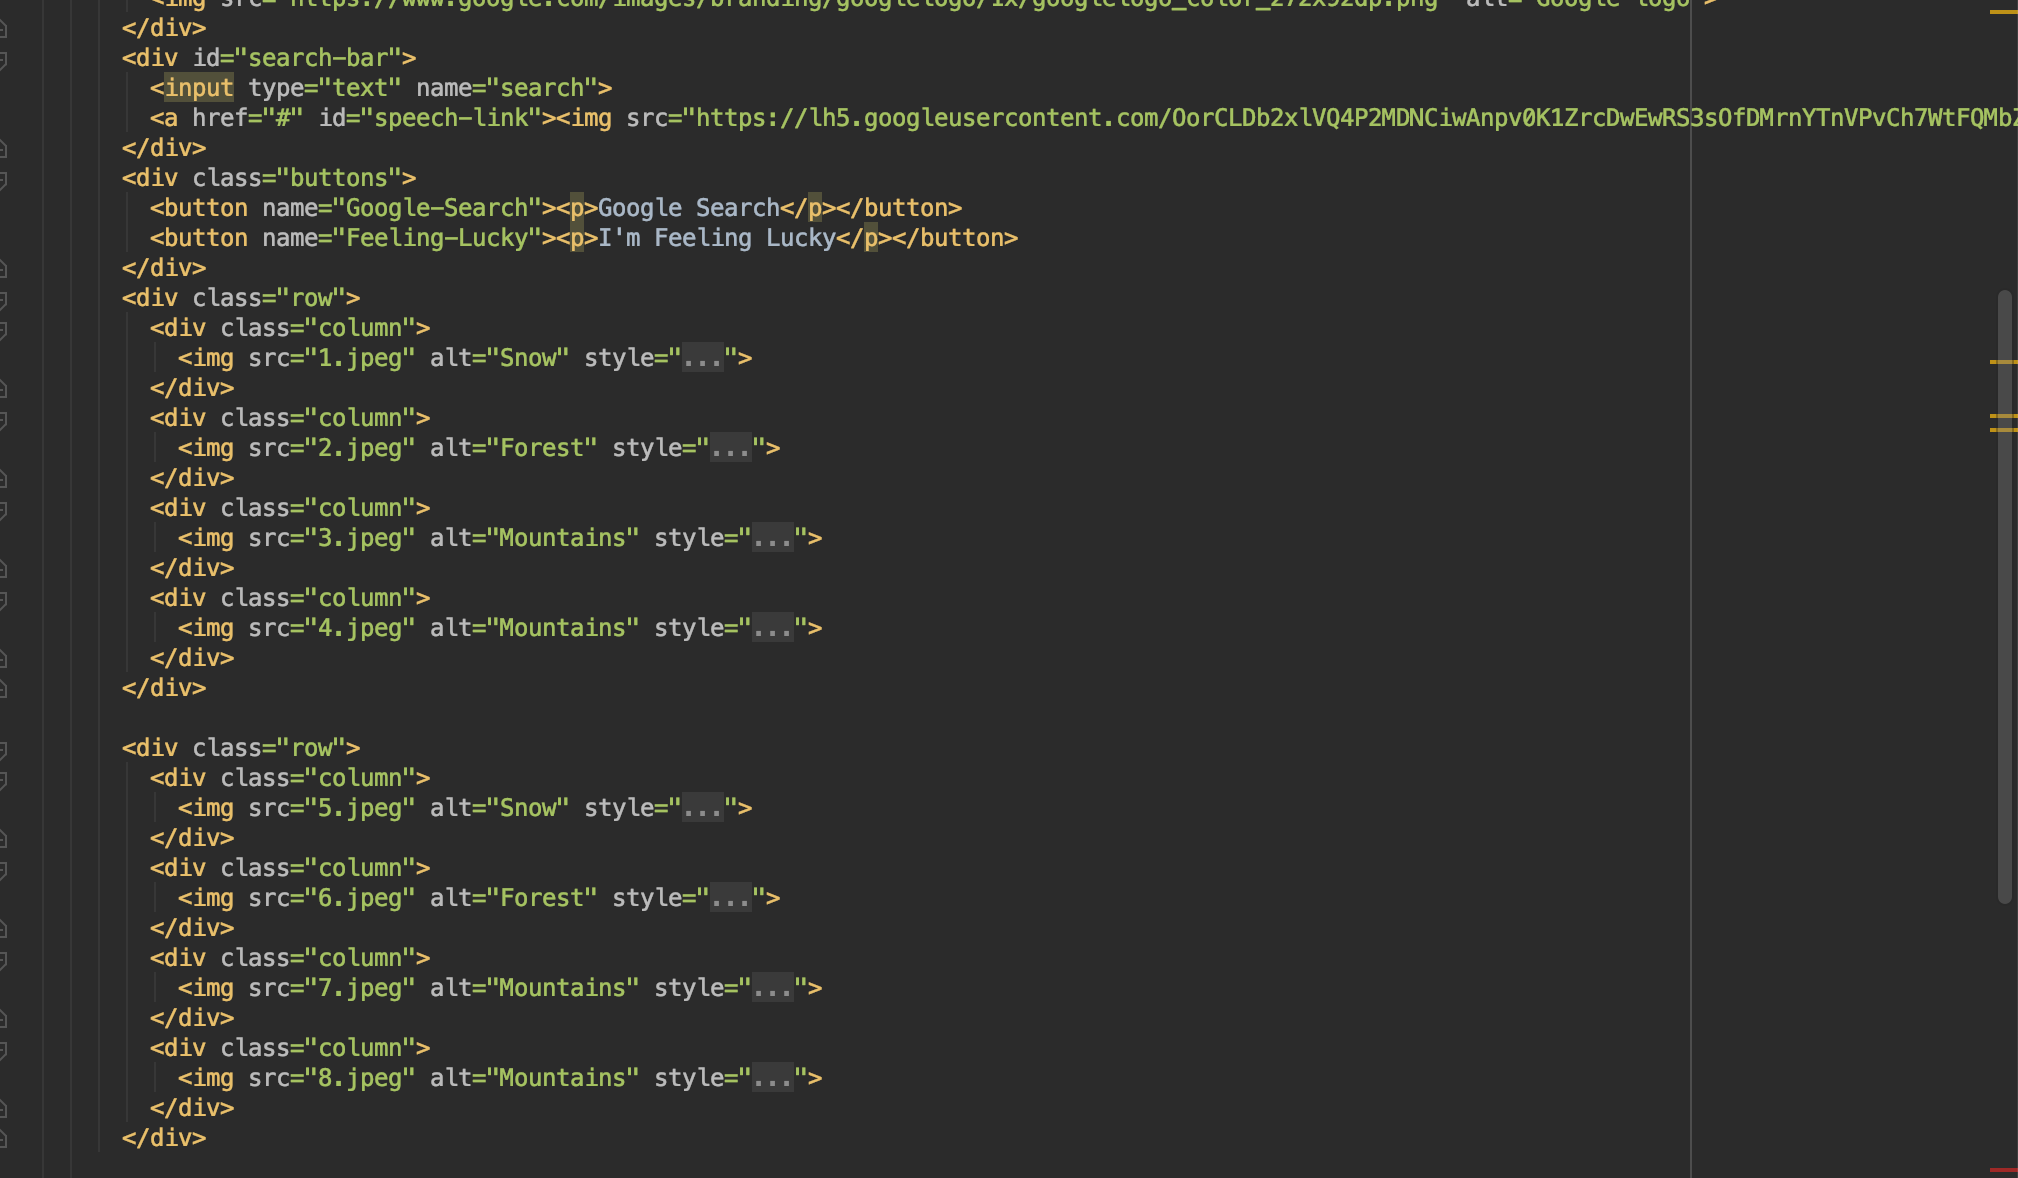 <img src="https://www.google.com/images/branding/googlelogo/1x/googlelogo_color_272x92dp.png" alt="Google logo">
</div>
<div id="search-bar">
<input type="text" name="search">
<a href="#" id="speech-link"><img src="https://lh5.googleusercontent.com/OorCLDb2xlVQ4P2MDNCiwAnpv0K1ZrcDwEwRS3sOfDMrnYTnVPvCh7WtFQMbZ
</div>
<div class="buttons">
<button name="Google-Search"><p>Google Search</p></button>
<button name="Feeling-Lucky"><p>I'm Feeling Lucky</p></button>
</div>
<div class="row">
<div class="column">
<img src="1.jpeg" alt="Snow" style="...">
</div>
<div class="column">
<img src="2.jpeg" alt="Forest" style="...">
</div>
<div class="column">
<img src="3.jpeg" alt="Mountains" style="...">
</div>
<div class="column">
<img src="4.jpeg" alt="Mountains" style="...">
</div>
</div>
<div class="row">
<div class="column">
<img src="5.jpeg" alt="Snow" style="...">
</div>
<div class="column">
<img src="6.jpeg" alt="Forest" style="...">
</div>
<div class="column">
<img src="7.jpeg" alt="Mountains" style="...">
</div>
<div class="column">
<img src="8.jpeg" alt="Mountains" style="...">
</div>
</div>